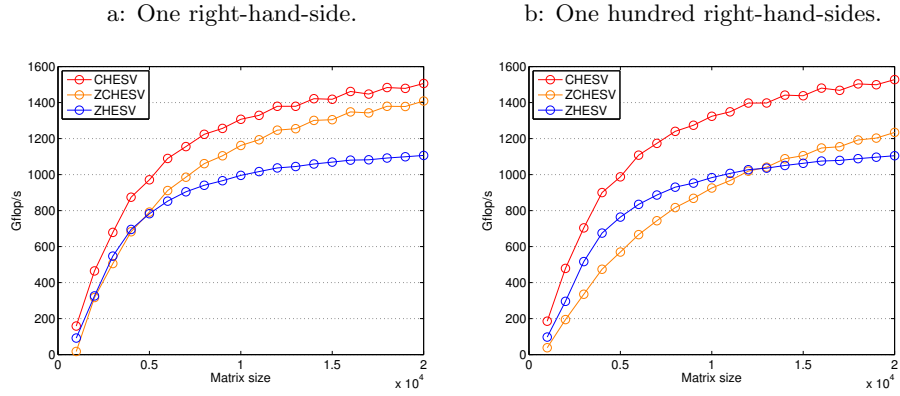 a: One right-hand-side.
1600
1400
1200
1000
800
600
400
200
0
Gflop/s
CHESV
ZCHESV
ZHESV
0
0.5
1
1.5
2
Matrix size
x 10^4
b: One hundred right-hand-sides.
1600
1400
1200
1000
800
600
400
200
0
Gflop/s
CHESV
ZCHESV
ZHESV
0
0.5
1
1.5
2
Matrix size
x 10^4